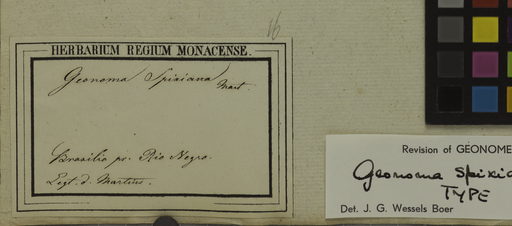 16
HERBARIUM REGIUM MONACENSE.
Geonoma Spixiana
Mart.
Brasilia pr. Rio Negro.
Legt. d. Martius.
Revision of GEONOME
Geonoma Spixia
TYPE
Det. J. G. Wessels Boer